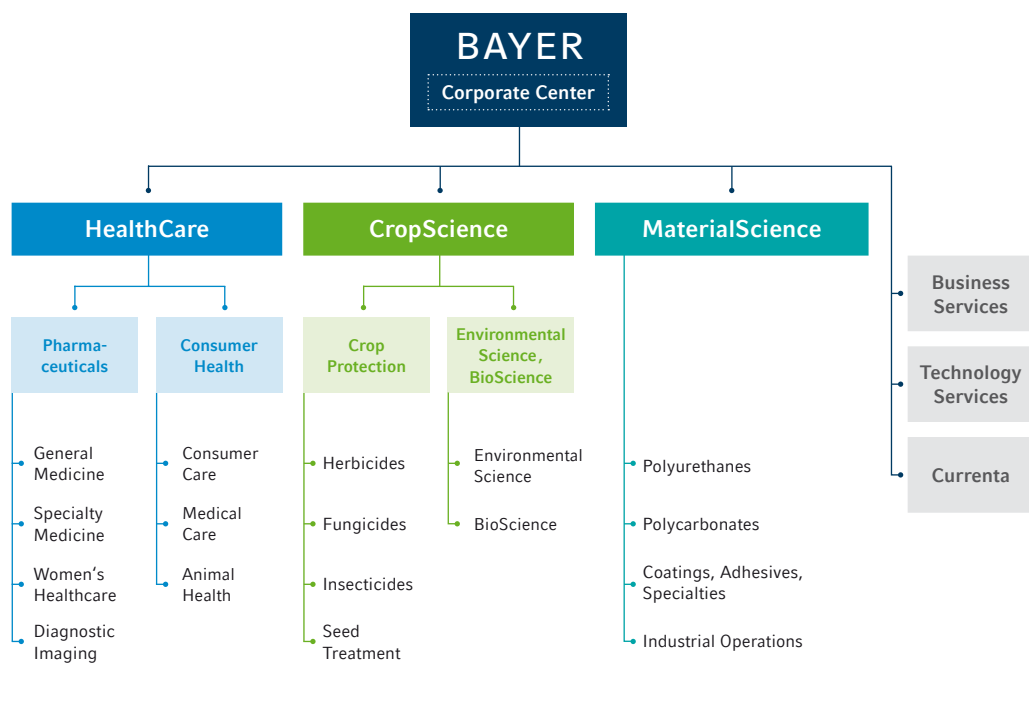 BAYER
Corporate Center
HealthCare
CropScience
MaterialScience
Business
Services
Technology
Services
Currenta
Pharma-
ceuticals
Consumer
Health
Crop
Protection
Environmental
Science,
BioScience
General
Medicine
Specialty
Medicine
Women‘s
Healthcare
Diagnostic
Imaging
Consumer
Care
Medical
Care
Animal
Health
Herbicides
Fungicides
Insecticides
Seed
Treatment
Environmental
Science
BioScience
Polyurethanes
Polycarbonates
Coatings, Adhesives,
Specialties
Industrial Operations